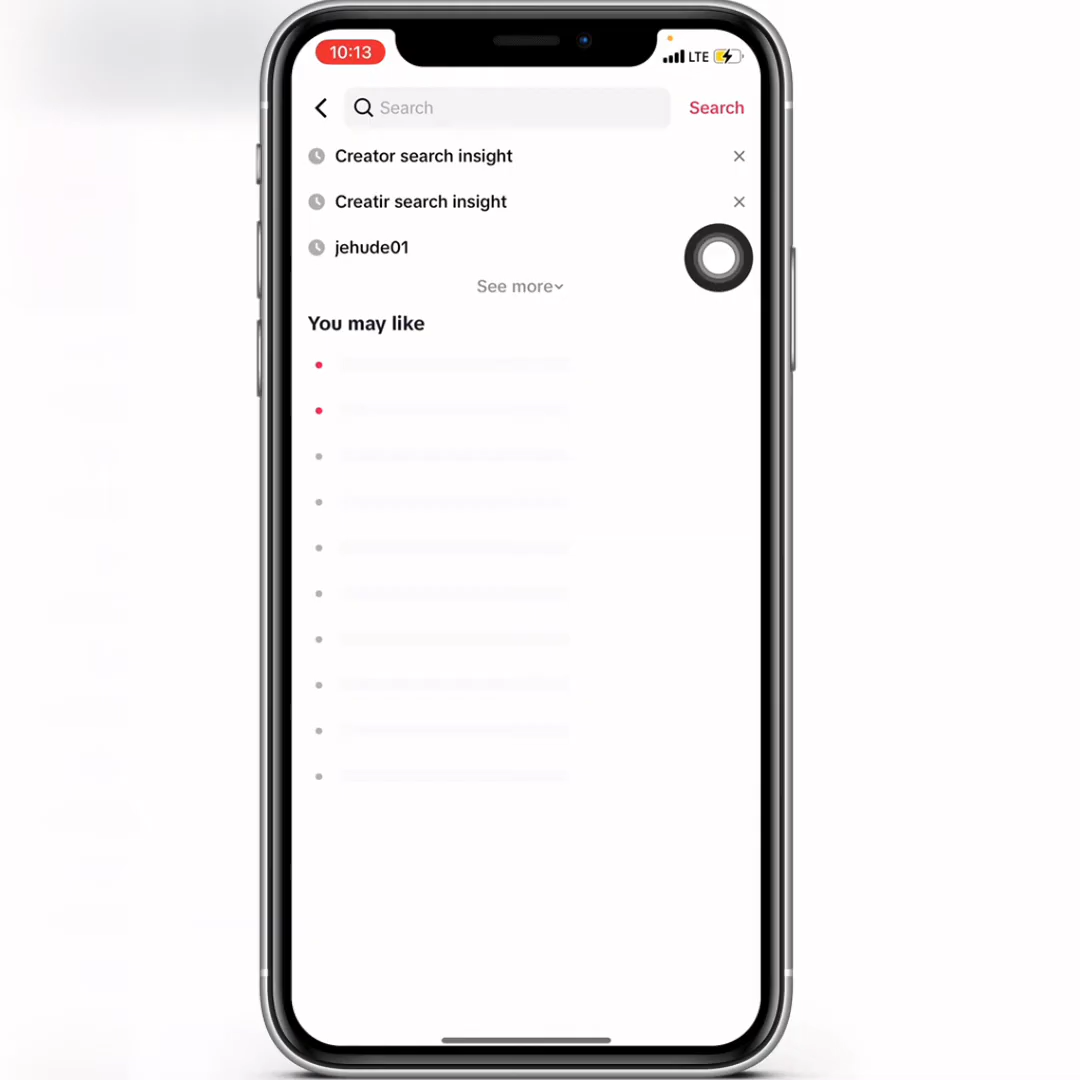 10:13
LTE
Search
Search
Creator search insight
Creatir search insight
jehude01
See more
You may like